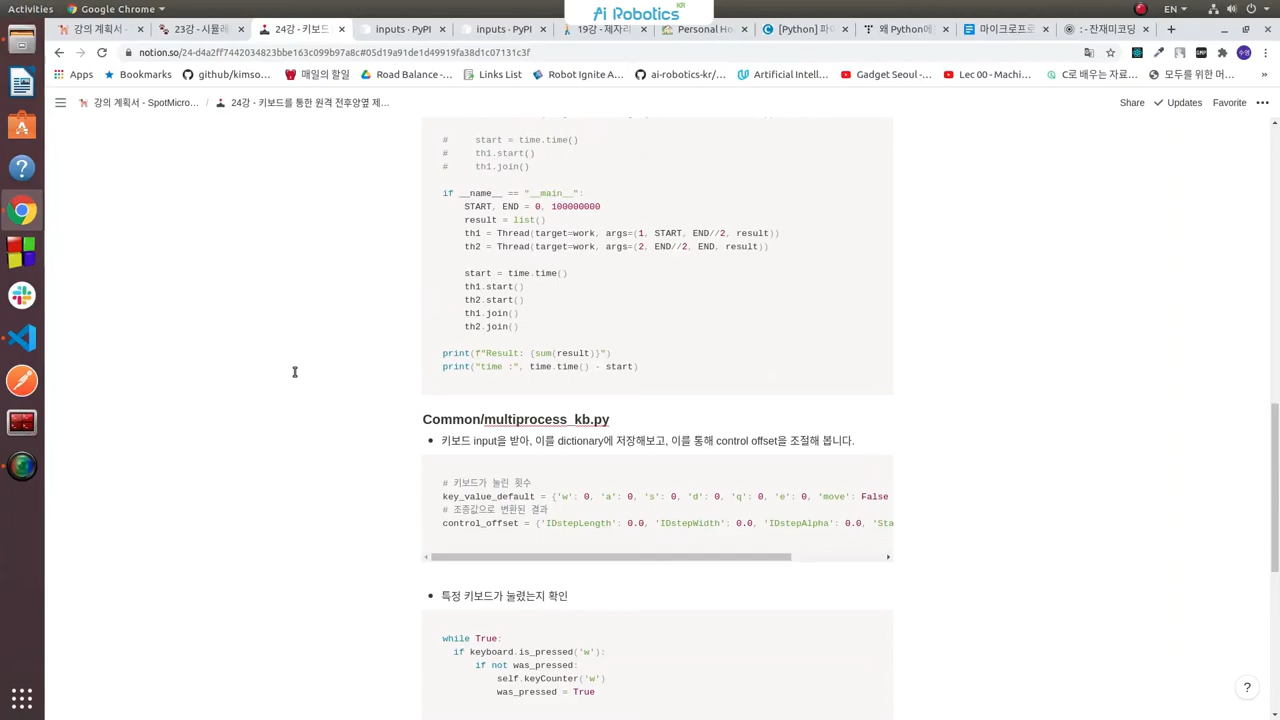 Activities
Google Chrome
Ai Robotics KR
EN
강의 계획서 -
23강 - 시뮬레
24강 - 키보드
inputs · PyPI
inputs · PyPI
19강 - 제자리
Personal Ho
[Python] 파이
왜 Python에
마이크로프
: - 잔재미코딩
notion.so/24-d4a2ff7442034823bbe163c099b97a8c#05d19a91de1d49919fa38d1c07131c3f
수영
Apps
Bookmarks
github/kimso...
매일의 할일
Road Balance -...
Links List
Robot Ignite A...
ai-robotics-kr/...
Artificial Intell...
Gadget Seoul -...
Lec 00 - Machi...
C로 배우는 자료...
모두를 위한 머...
»
강의 계획서 - SpotMicro...
/
24강 - 키보드를 통한 원격 전후양옆 제...
Share
Updates
Favorite
# start = time.time()
# th1.start()
# th1.join()
if __name__ == "__main__":
START, END = 0, 100000000
result = list()
th1 = Thread(target=work, args=(1, START, END//2, result))
th2 = Thread(target=work, args=(2, END//2, END, result))
start = time.time()
th1.start()
th2.start()
th1.join()
th2.join()
print(f"Result: {sum(result)}")
print("time :", time.time() - start)
Common/multiprocess_kb.py
• 키보드 input을 받아, 이를 dictionary에 저장해보고, 이를 통해 control offset을 조절해 봅니다.
# 키보드가 눌린 횟수
key_value_default = {'w': 0, 'a': 0, 's': 0, 'd': 0, 'q': 0, 'e': 0, 'move': False
# 조종값으로 변환된 결과
control_offset = {'IDstepLength': 0.0, 'IDstepWidth': 0.0, 'IDstepAlpha': 0.0, 'Sta
• 특정 키보드가 눌렸는지 확인
while True:
if keyboard.is_pressed('w'):
if not was_pressed:
self.keyCounter('w')
was_pressed = True
?